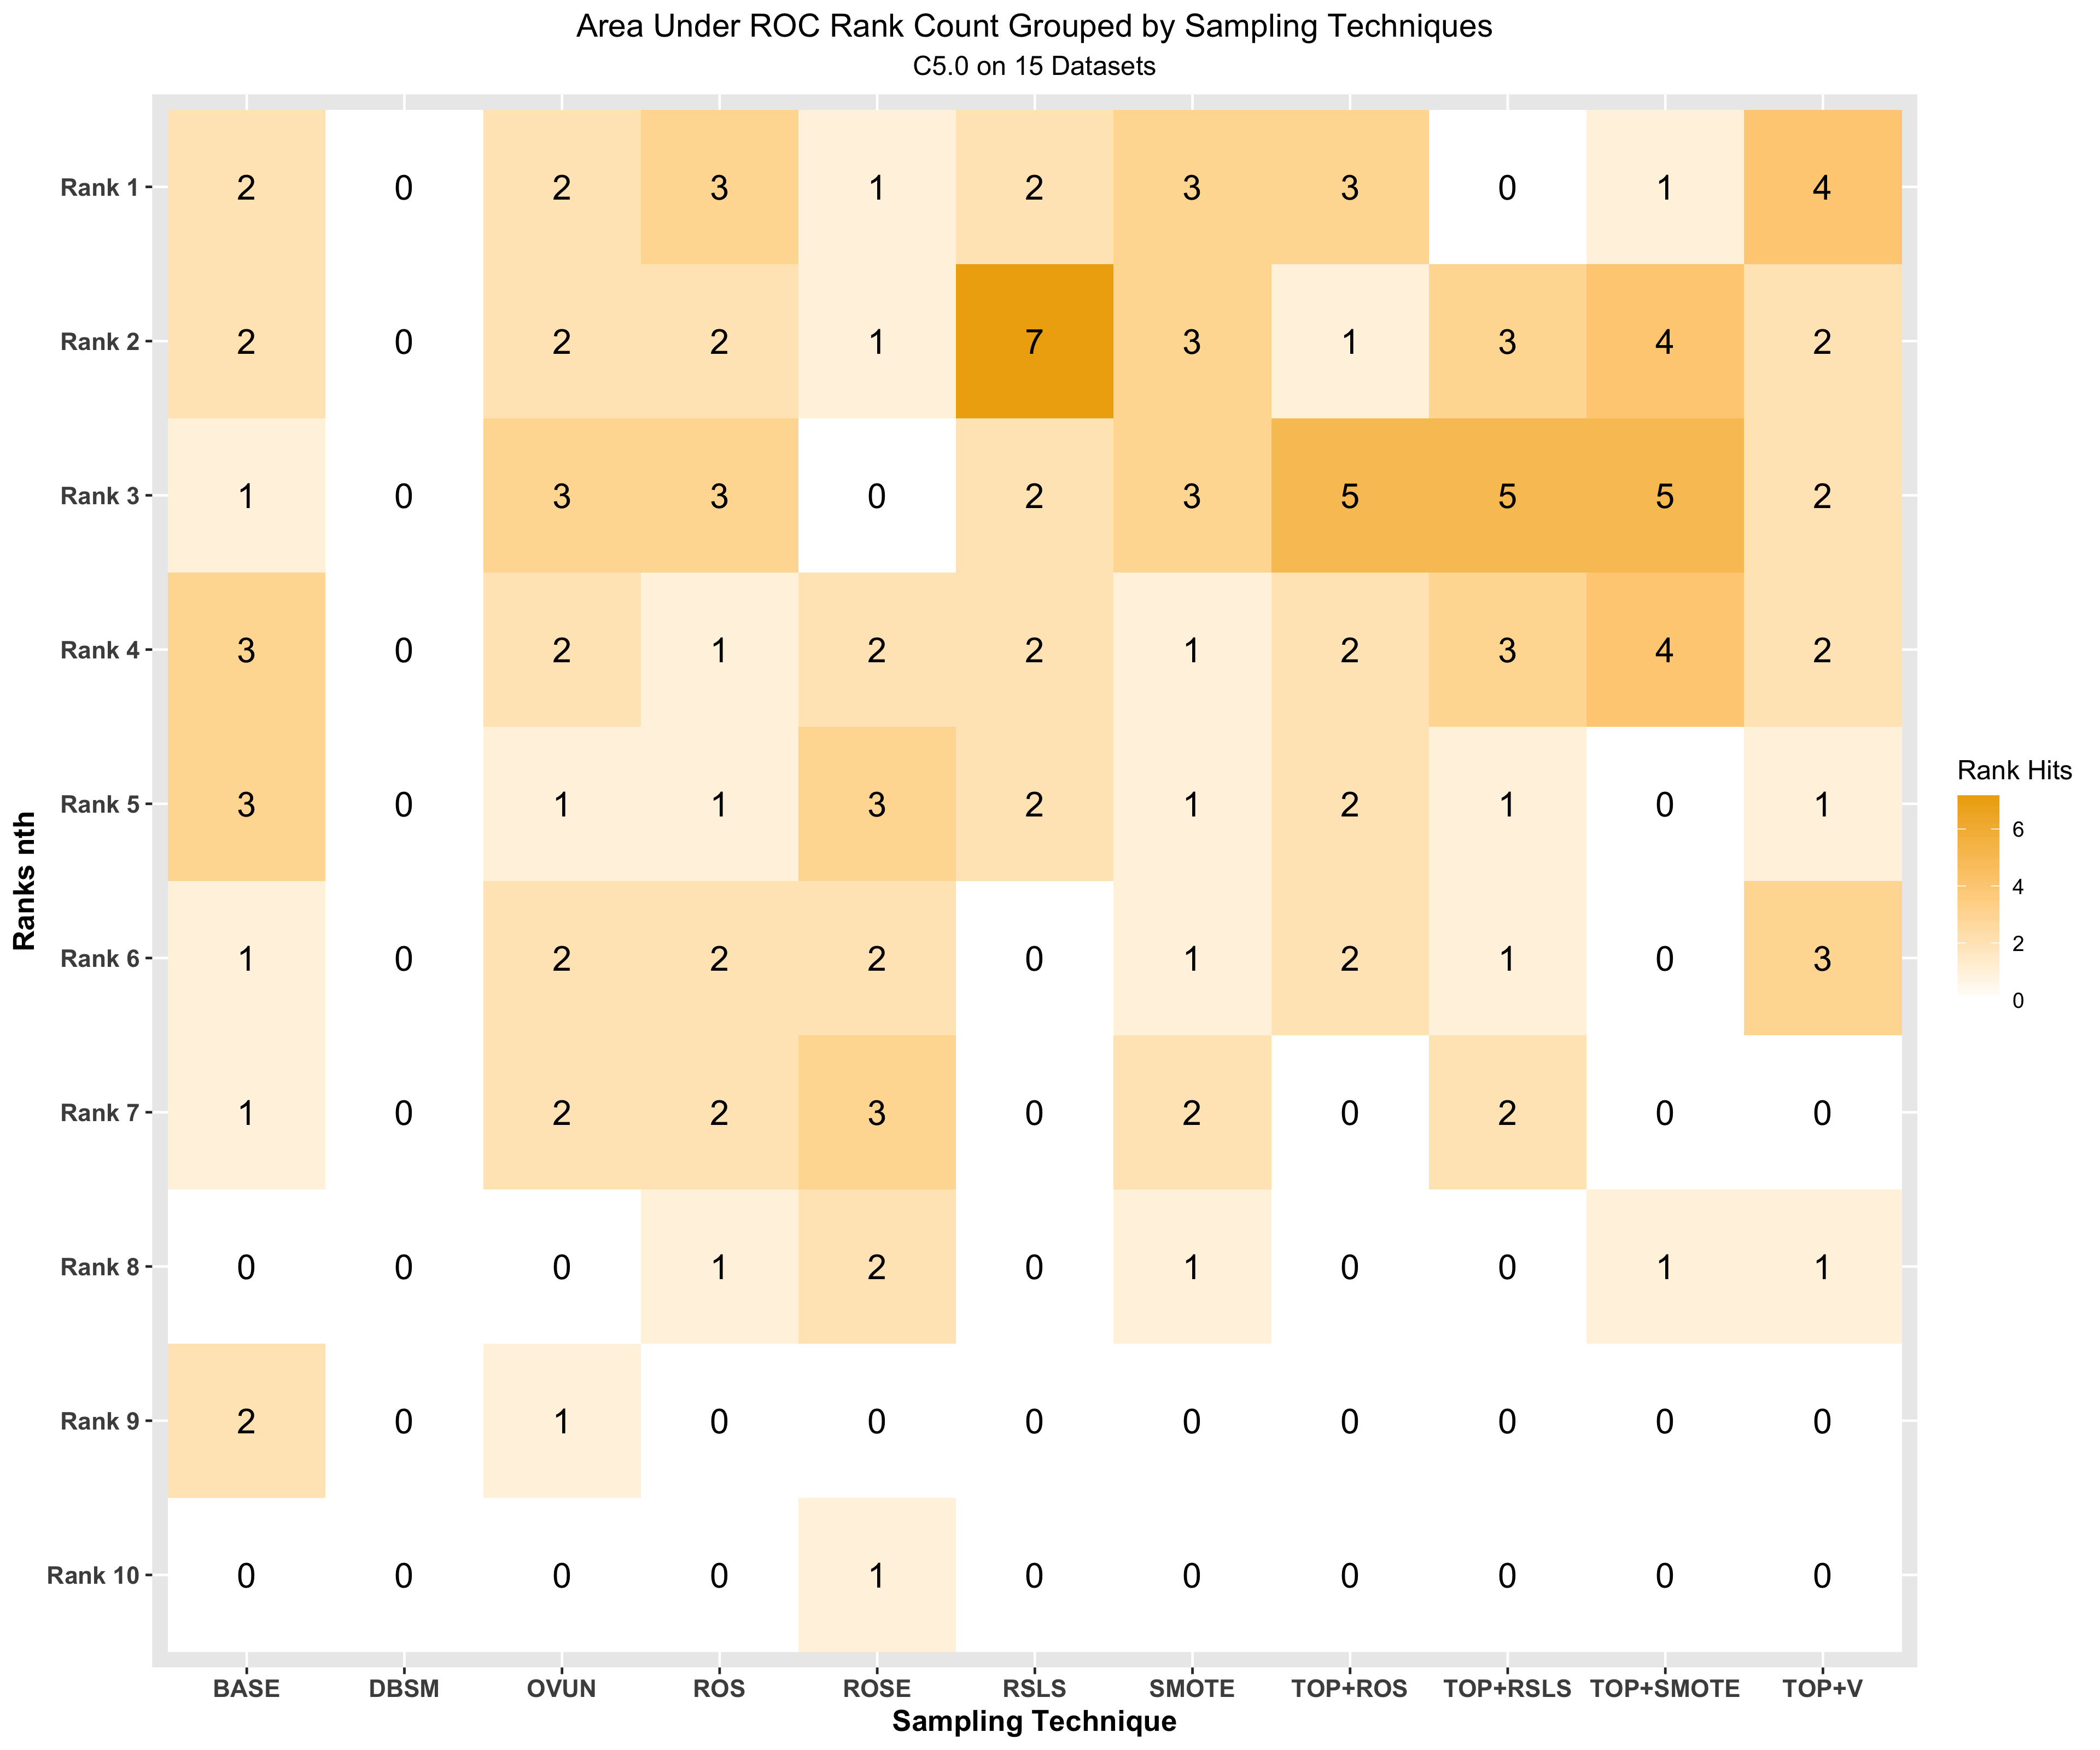 Area Under ROC Rank Count Grouped by Sampling Techniques
C5.0 on 15 Datasets
Rank 1 2 0 2 3 1 2 3 3 0 1 4
Rank 2 2 0 2 2 1 7 3 1 3 4 2
Rank 3 1 0 3 3 0 2 3 5 5 5 2
Rank 4 3 0 2 1 2 2 1 2 3 4 2
Rank 5 3 0 1 1 3 2 1 2 1 0 1
Rank 6 1 0 2 2 2 0 1 2 1 0 3
Rank 7 1 0 2 2 3 0 2 0 2 0 0
Rank 8 0 0 0 1 2 0 1 0 0 1 1
Rank 9 2 0 1 0 0 0 0 0 0 0 0
Rank 10 0 0 0 0 1 0 0 0 0 0 0
BASE DBSM OVUN ROS ROSE RSLS SMOTE TOP+ROS TOP+RSLS TOP+SMOTE TOP+V
Sampling Technique
Ranks nth
Rank Hits
6
4
2
0